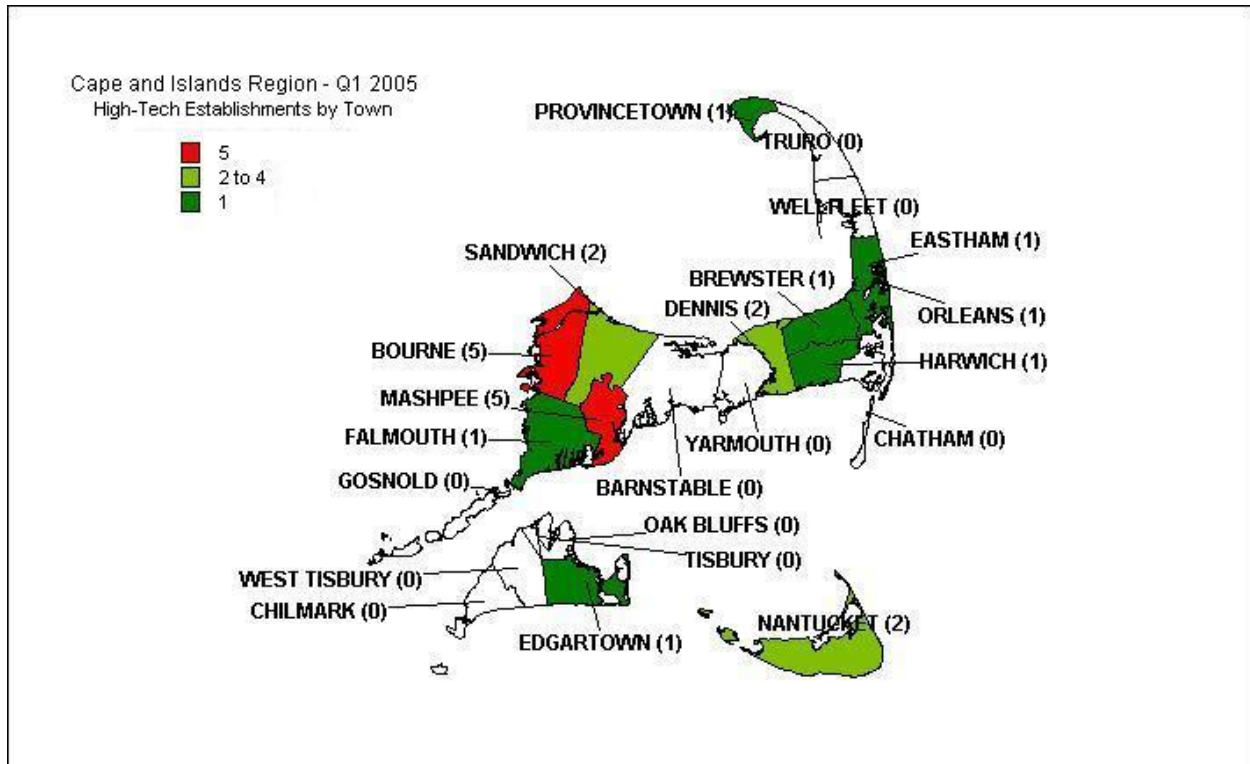 Cape and Islands Region - Q1 2005
High-Tech Establishments by Town
5
2 to 4
1
PROVINCETOWN (1)
TRURO (0)
WELLFLEET (0)
EASTHAM (1)
SANDWICH (2)
BREWSTER (1)
DENNIS (2)
ORLEANS (1)
BOURNE (5)
HARWICH (1)
MASHPEE (5)
FALMOUTH (1)
YARMOUTH (0)
CHATHAM (0)
GOSNOLD (0)
BARNSTABLE (0)
OAK BLUFFS (0)
TISBURY (0)
WEST TISBURY (0)
CHILMARK (0)
NANTUCKET (2)
EDGARTOWN (1)